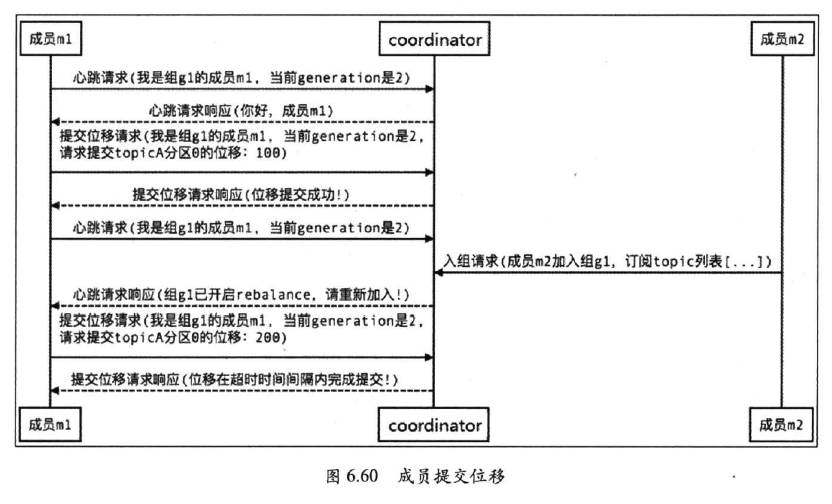 成员m1
coordinator
成员m2
心跳请求(我是组g1的成员m1, 当前generation是2)
心跳请求响应(你好, 成员m1)
提交位移请求(我是组g1的成员m1, 当前generation是2,
请求提交topicA分区0的位移: 100)
提交位移请求响应(位移提交成功!)
心跳请求(我是组g1的成员m1, 当前generation是2)
入组请求(成员m2加入组g1, 订阅topic列表[...])
心跳请求响应(组g1已开启rebalance, 请重新加入!)
提交位移请求(我是组g1的成员m1, 当前generation是2,
请求提交topicA分区0的位移: 200)
提交位移请求响应(位移在超时时间间隔内完成提交!)
成员m1
coordinator
成员m2
图 6.60 成员提交位移